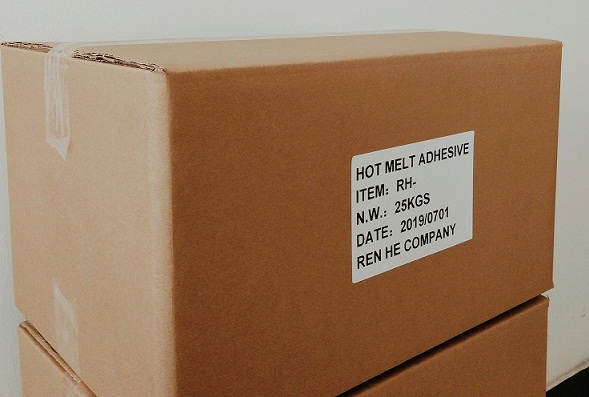 HOT MELT ADHESIVE
ITEM: RH-
N.W.: 25KGS
DATE: 2019/0701
REN HE COMPANY